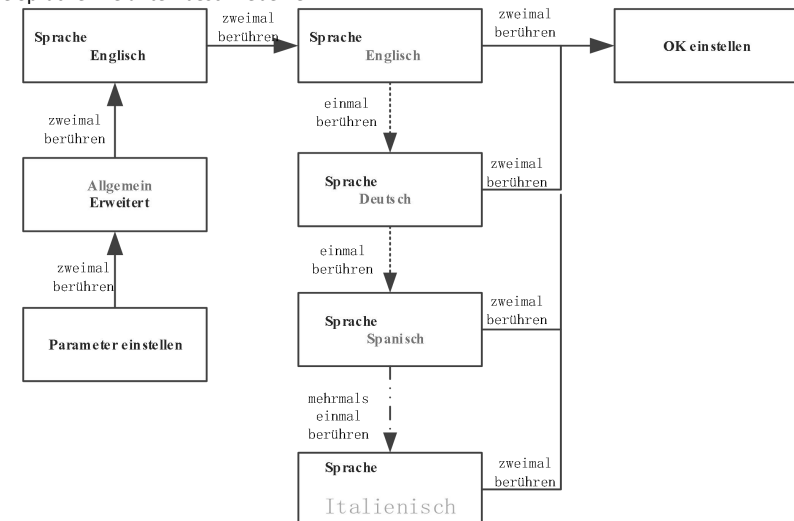 Sprache
Englisch
zweimal
berühren
Sprache
Englisch
zweimal
berühren
OK einstellen
zweimal
berühren
einmal
berühren
Allgemein
Erweitert
Sprache
Deutsch
zweimal
berühren
zweimal
berühren
einmal
berühren
Parameter einstellen
Sprache
Spanisch
zweimal
berühren
mehrmals
einmal
berühren
Sprache
Italienisch
zweimal
berühren